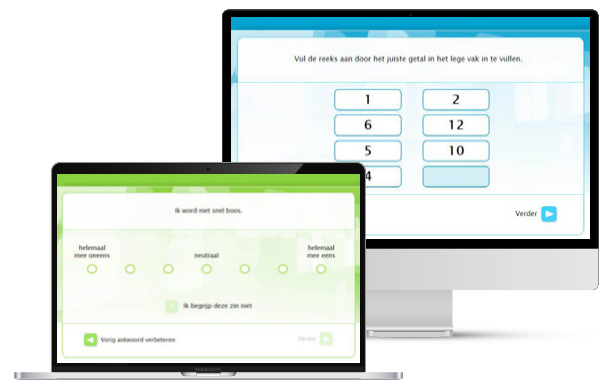 Vul de reeks aan door het juiste getal in het lege vak in te vullen.
1 2
6 12
5 10
4
Verder
Ik word niet snel boos.
helemaal
mee oneens
neutraal
helemaal
mee eens
? Ik begrijp deze zin niet
Vorig antwoord verbeteren
Verder